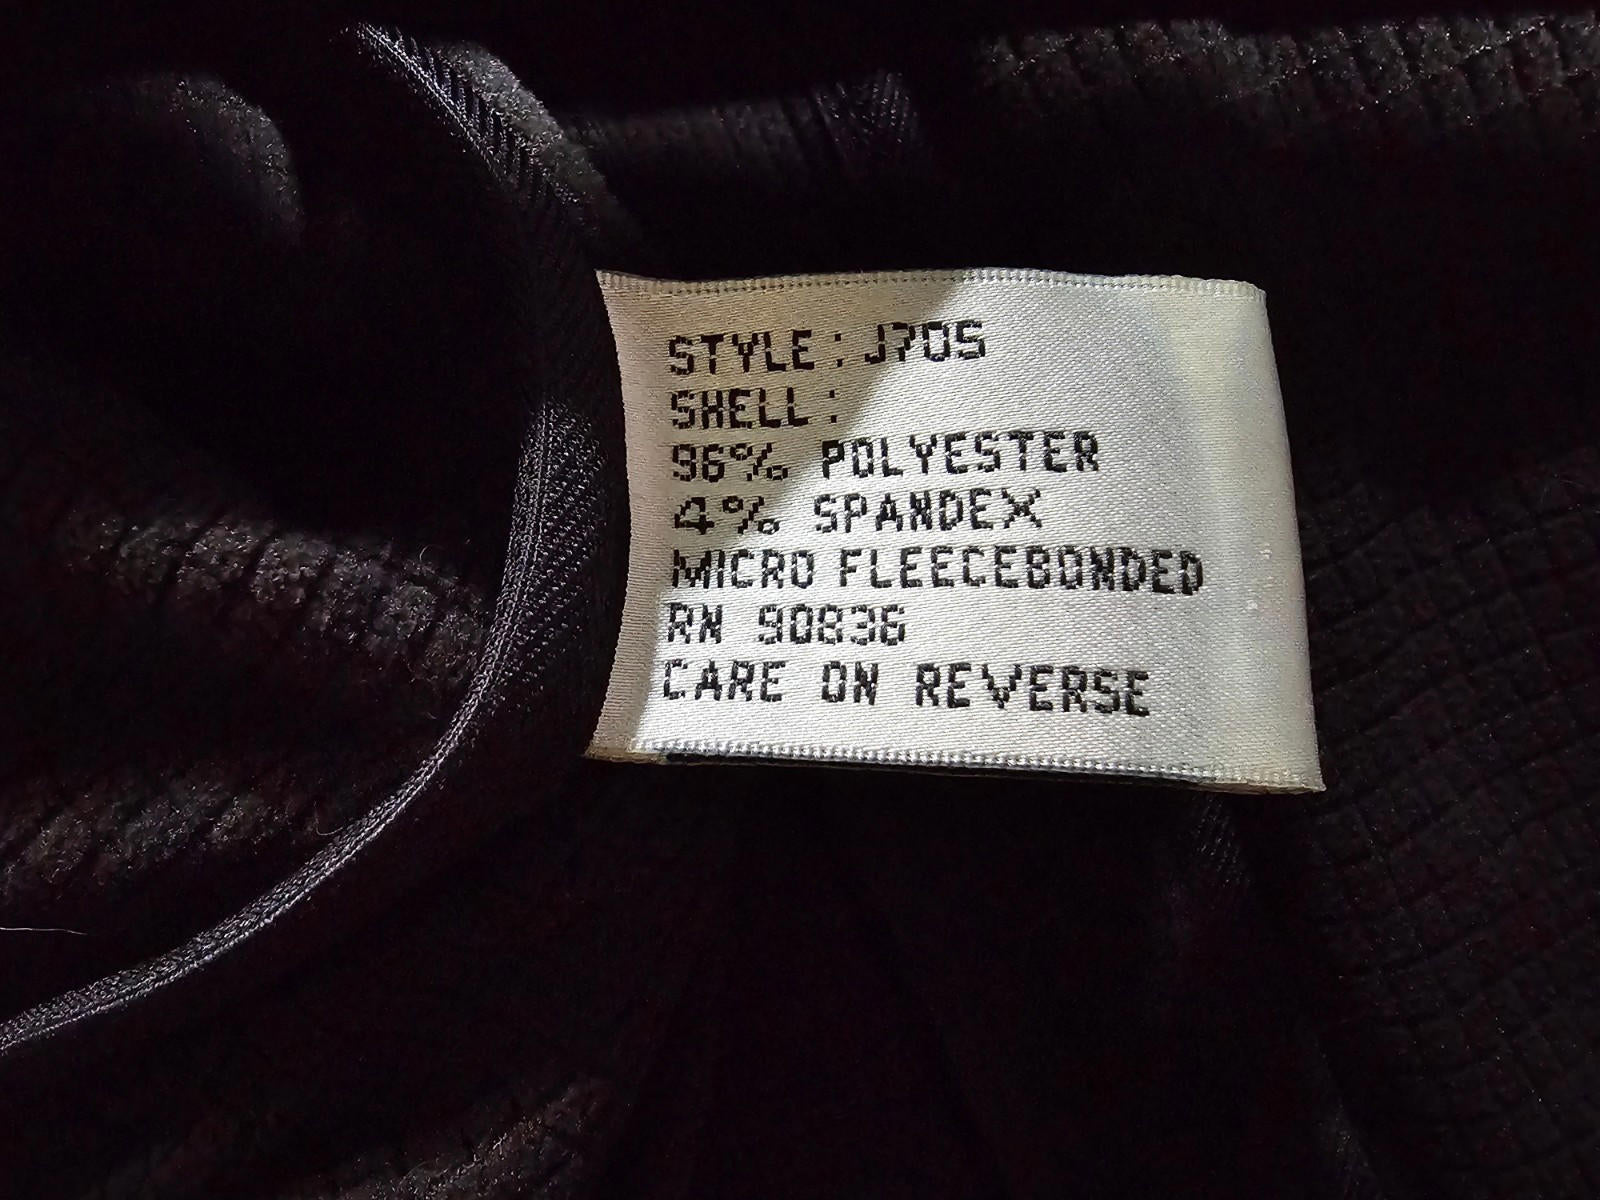 STYLE: J705
SHELL:
96% POLYESTER
4% SPANDEX
MICRO FLEECEBONDED
RN 90836
CARE ON REVERSE